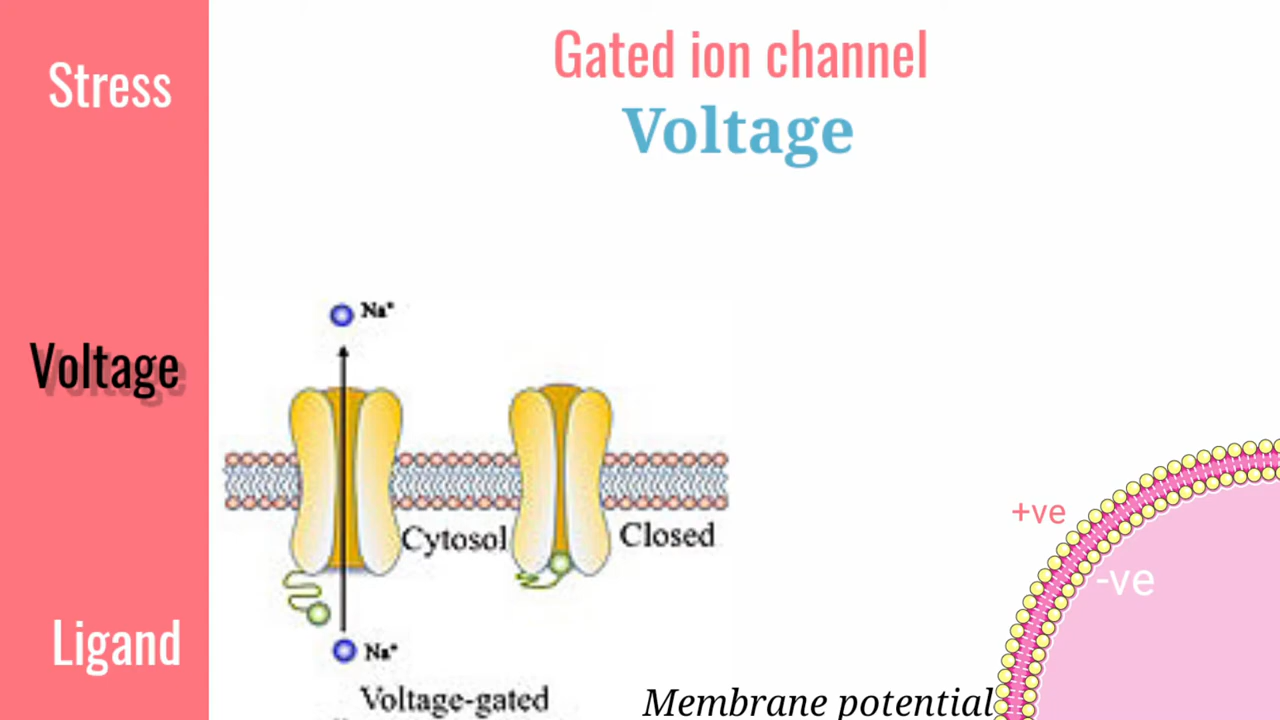 Stress
Voltage
Ligand
Gated ion channel
Voltage
Na⁺
Cytosol
Closed
Na⁺
Voltage-gated
Membrane potential
+ve
-ve